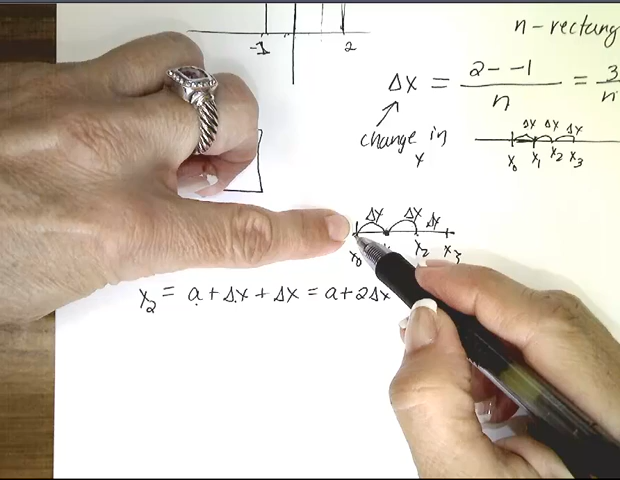 -1 2
n-rectang
Δx = 2--1 / n = 3 / n
change in x
Δx Δx Δx
x₀ x₁ x₂ x₃
Δx Δx Δx
x₀ x₂ x₃
x₂ = a + Δx + Δx = a + 2Δx